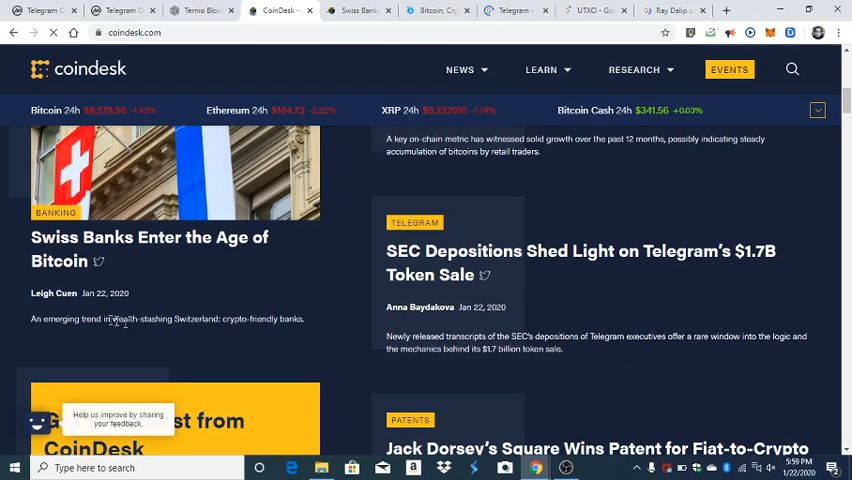 Telegram O
Telegram O
Ternio Bloc
CoinDesk –
Swiss Bank
Bitcoin, Cry
Telegram -
UTXO - Go
Ray Dalip co
coindesk.com
coindesk
NEWS
LEARN
RESEARCH
EVENTS
Bitcoin 24h $8,578.56 -1.43%
Ethereum 24h $164.73 -2.22%
XRP 24h $0.232010 -1.79%
Bitcoin Cash 24h $341.56 +0.03%
A key on-chain metric has witnessed solid growth over the past 12 months, possibly indicating steady
accumulation of bitcoins by retail traders.
BANKING
Swiss Banks Enter the Age of
Bitcoin
Leigh Cuen Jan 22, 2020
An emerging trend in wealth-stashing Switzerland: crypto-friendly banks.
TELEGRAM
SEC Depositions Shed Light on Telegram's $1.7B
Token Sale
Anna Baydakova Jan 22, 2020
Newly released transcripts of the SEC's depositions of Telegram executives offer a rare window into the logic and
the mechanics behind its $1.7 billion token sale.
from
CoinDesk
Help us improve by sharing
your feedback.
PATENTS
Jack Dorsey's Square Wins Patent for Fiat-to-Crypto
Type here to search
5:59 PM
1/22/2020